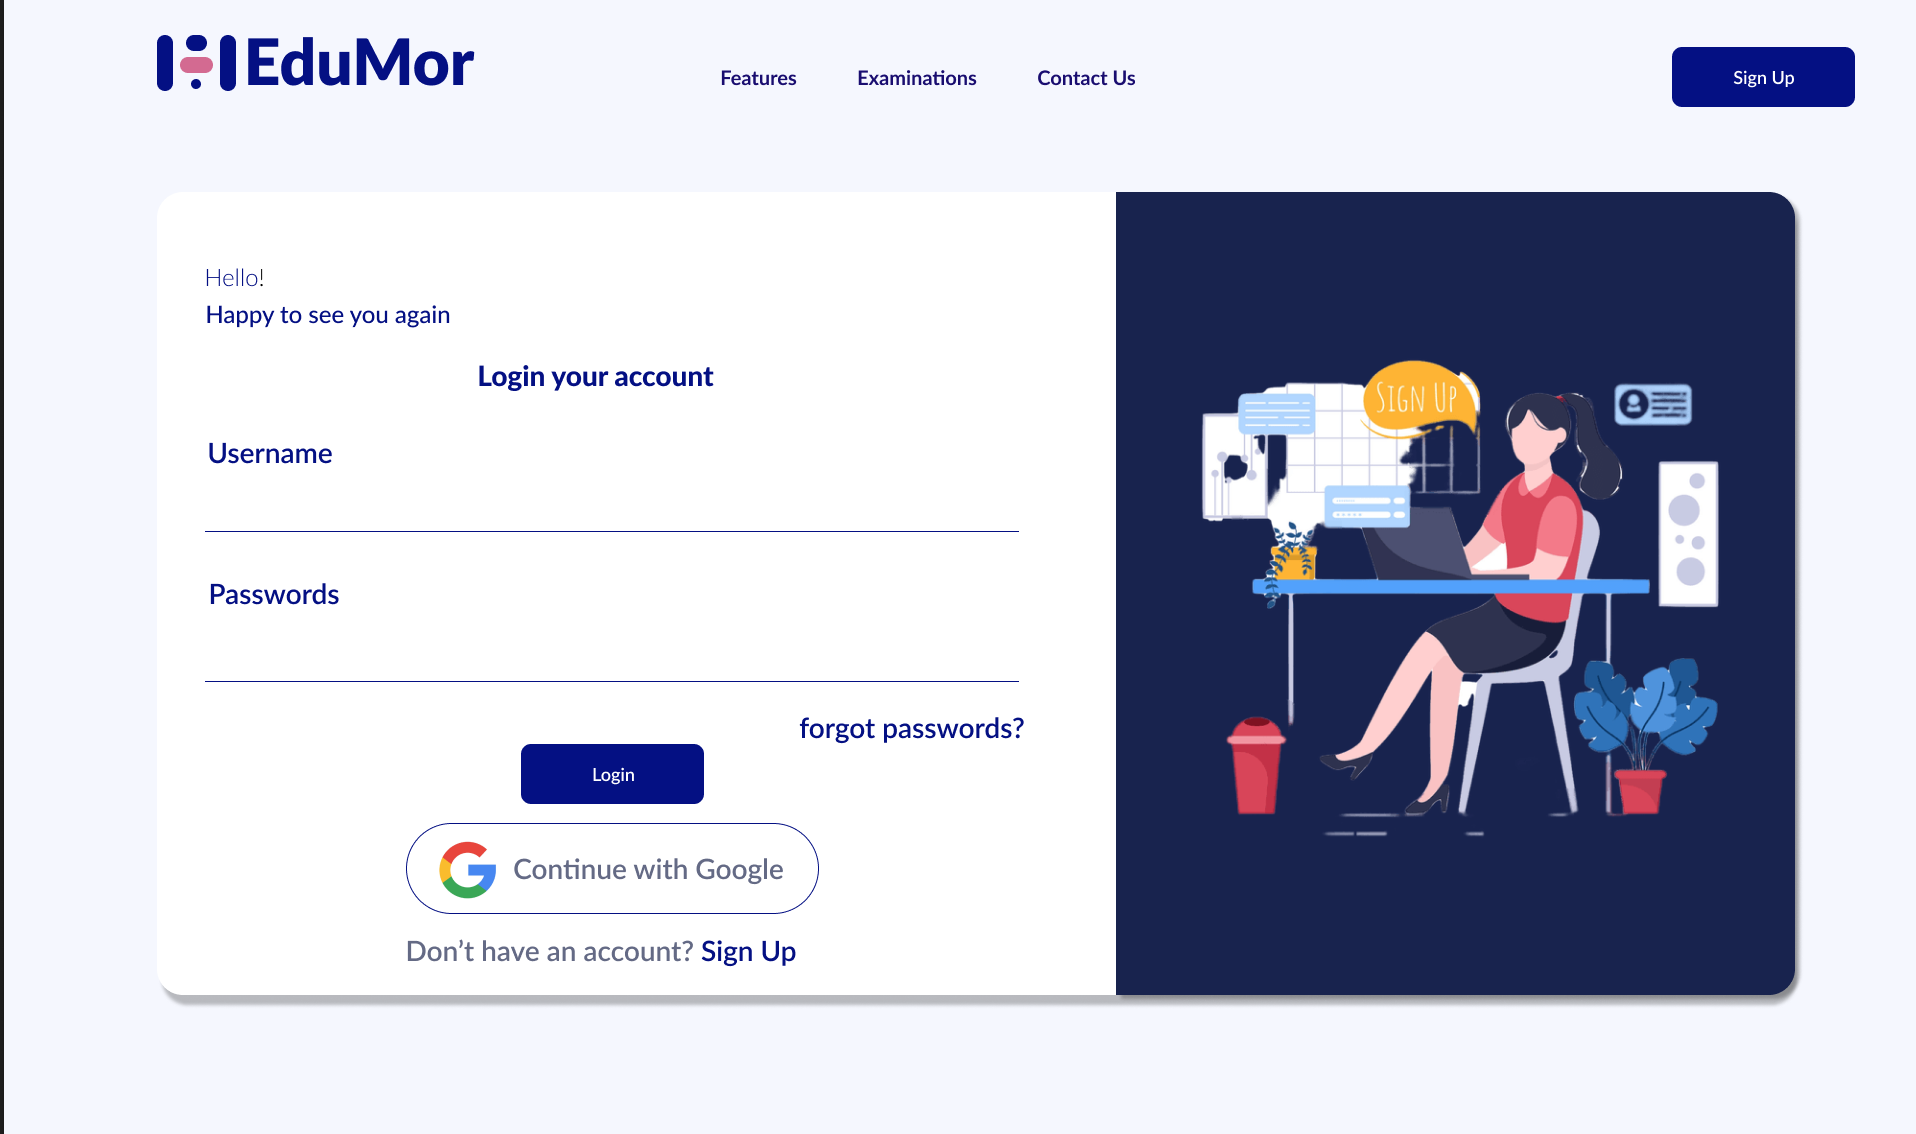 EduMor
Features Examinations Contact Us
Sign Up
Hello!
Happy to see you again
Login your account
Username
Passwords
forgot passwords?
Login
Continue with Google
Don’t have an account? Sign Up
SIGN UP